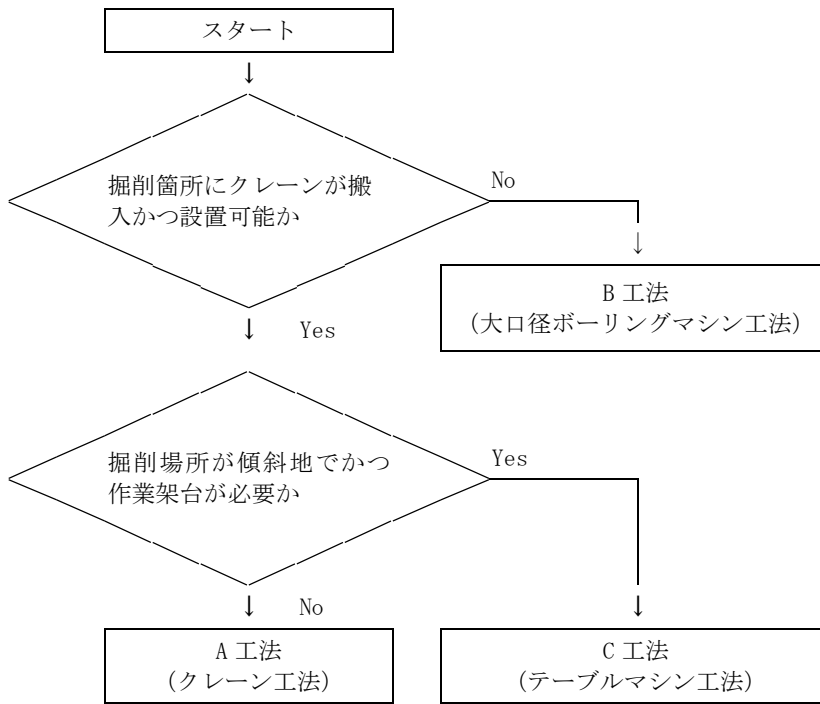 スタート
↓
掘削箇所にクレーンが搬
入かつ設置可能か
No
↓
B 工法
(大口径ボーリングマシン工法)
↓ Yes
掘削場所が傾斜地でかつ
作業架台が必要か
Yes
↓ No
↓
A 工法
(クレーン工法)
C 工法
(テーブルマシン工法)